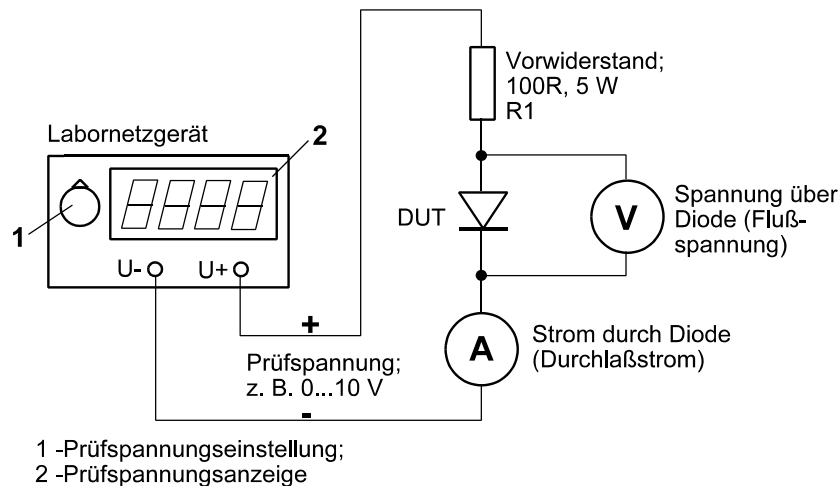 Vorwiderstand;
100R, 5 W
R1
Labornetzgerät
2
1
U-
U+
DUT
V
Spannung über
Diode (Fluß-
spannung)
+
Prüfspannung;
z. B. 0...10 V
-
A
Strom durch Diode
(Durchlaßstrom)
1 -Prüfspannungseinstellung;
2 -Prüfspannungsanzeige